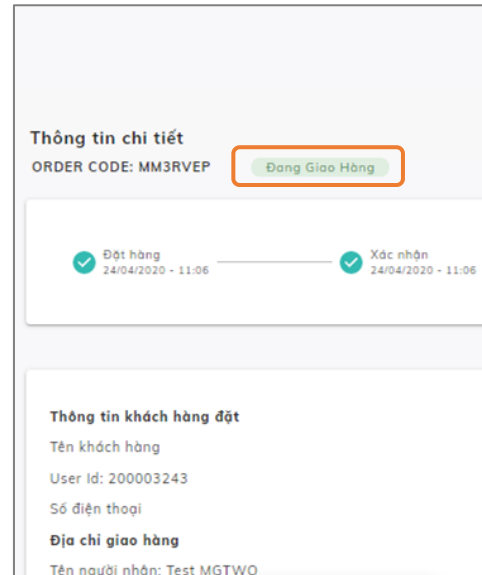 Thông tin chi tiết
ORDER CODE: MM3RVEP Đang Giao Hàng
Đặt hàng
24/04/2020 - 11:06
Xác nhận
24/04/2020 - 11:06
Thông tin khách hàng đặt
Tên khách hàng
User Id: 200003243
Số điện thoại
Địa chỉ giao hàng
Tên người nhận: Test MGTWO